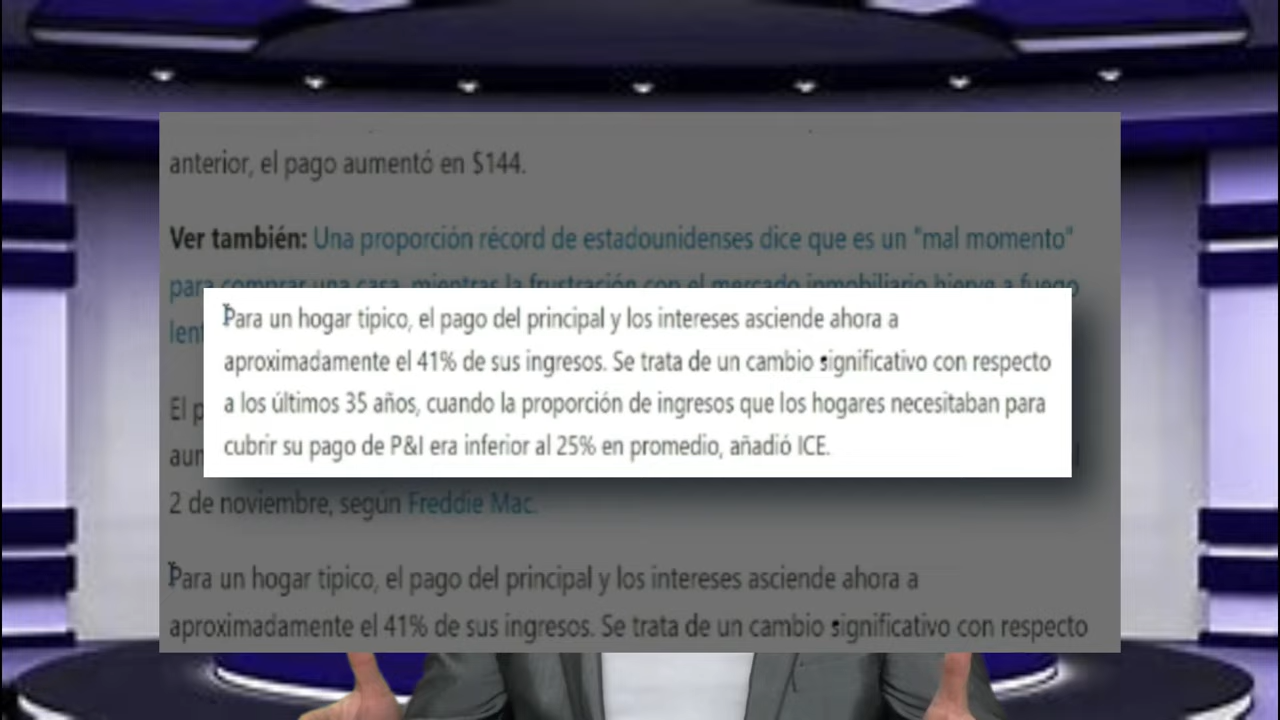 anterior, el pago aumentó en $144.
Ver también: Una proporción récord de estadounidenses dice que es un "mal momento"
para comprar una casa, mientras la frustración con el mercado inmobiliario hierve a fuego
lent
Para un hogar tipico, el pago del principal y los intereses asciende ahora a
aproximadamente el 41% de sus ingresos. Se trata de un cambio significativo con respecto
a los últimos 35 años, cuando la proporción de ingresos que los hogares necesitaban para
cubrir su pago de P&I era inferior al 25% en promedio, añadió ICE.
El p
aun
2 de noviembre, según Freddie Mac.
Para un hogar tipico, el pago del principal y los intereses asciende ahora a
aproximadamente el 41% de sus ingresos. Se trata de un cambio significativo con respecto